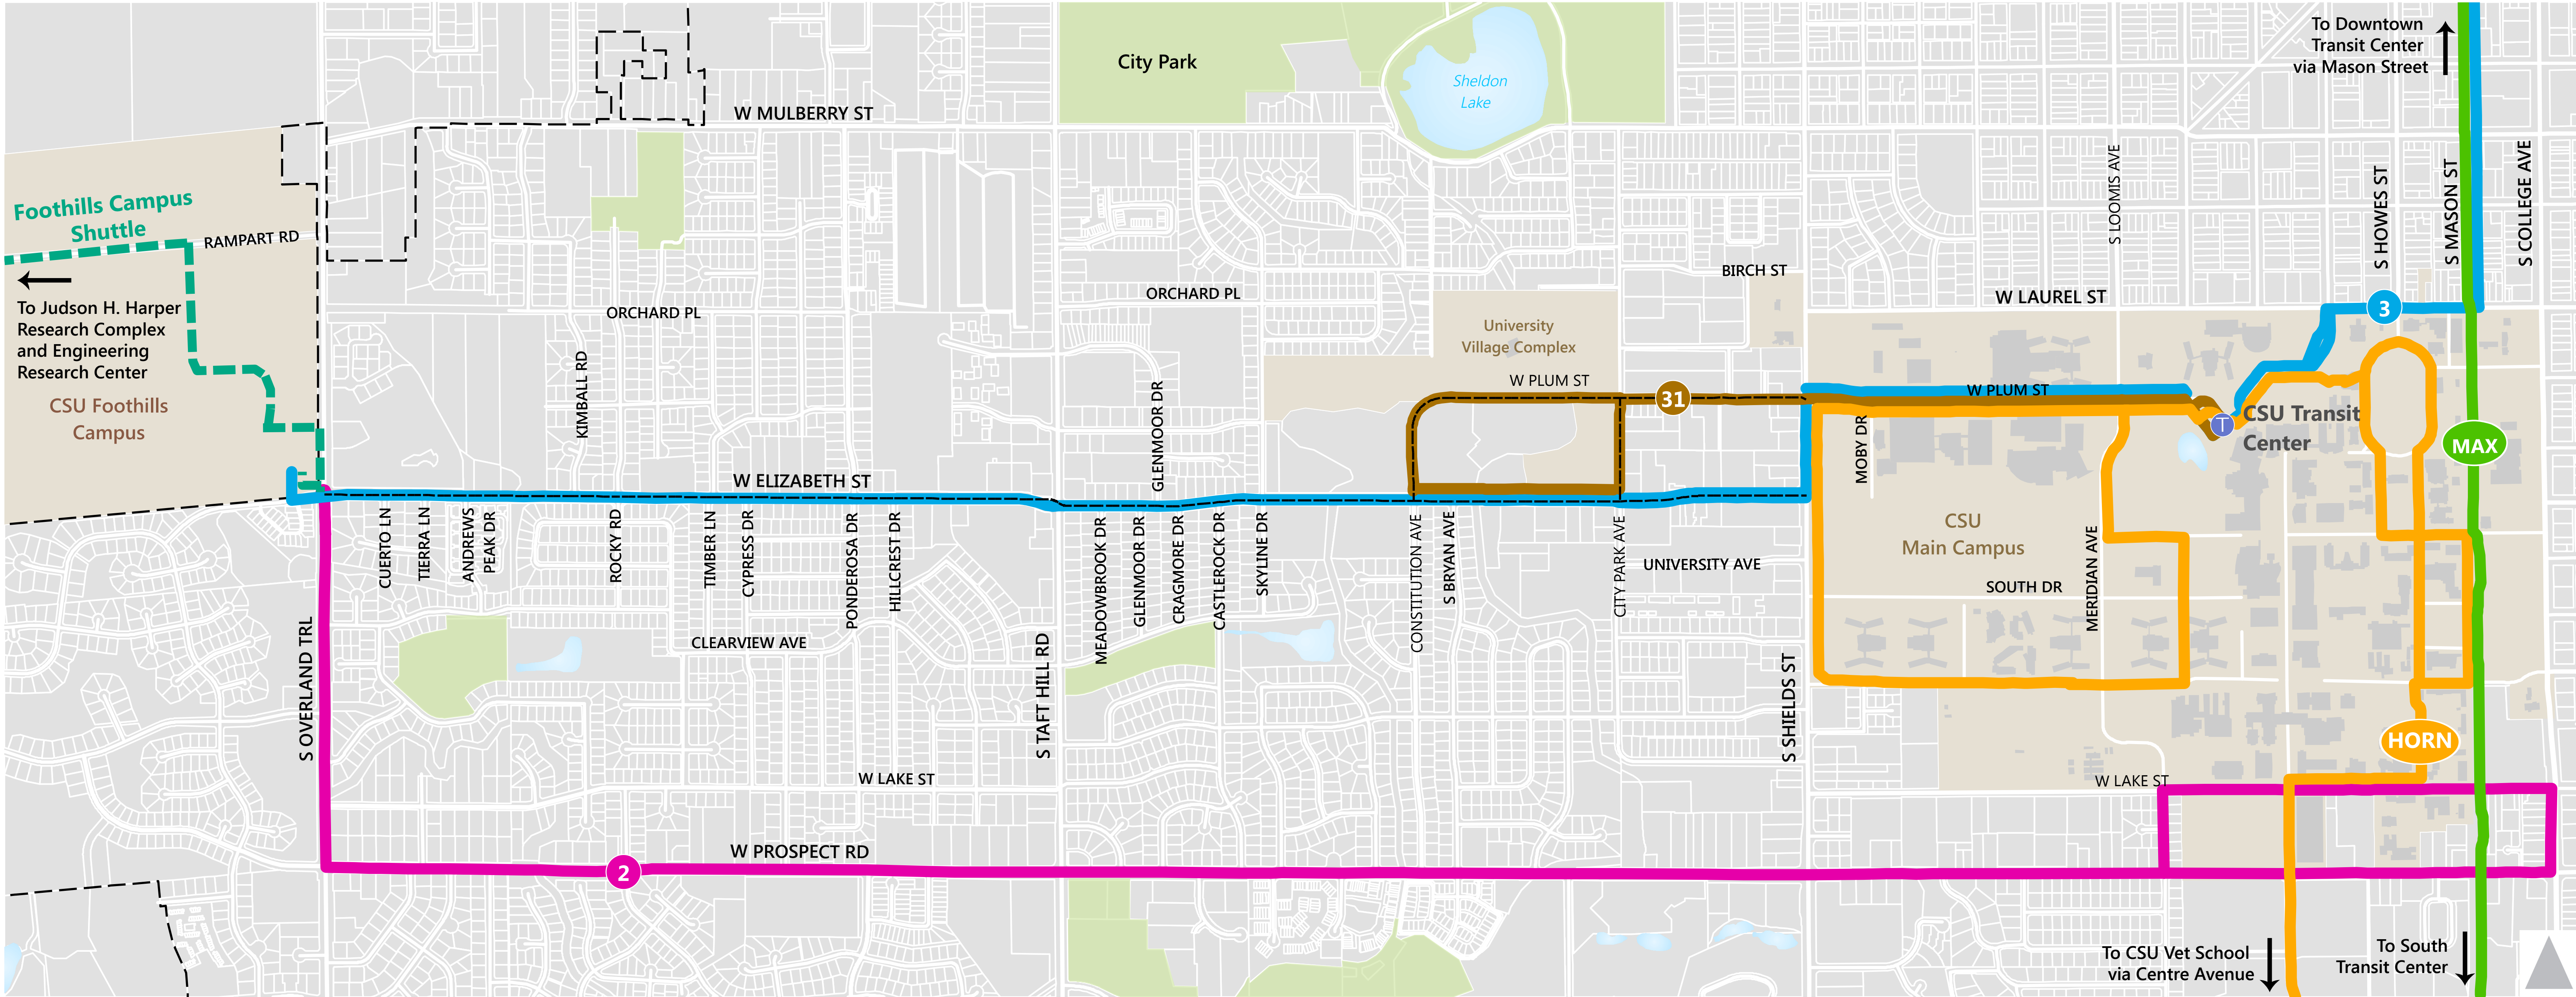 To Downtown
Transit Center
via Mason Street
City Park
Sheldon
Lake
W MULBERRY ST
S LOOMIS AVE
S HOWES ST
S MASON ST
S COLLEGE AVE
Foothills Campus
Shuttle
RAMPART RD
To Judson H. Harper
Research Complex
and Engineering
Research Center
CSU Foothills
Campus
ORCHARD PL
ORCHARD PL
BIRCH ST
W LAUREL ST
3
University
Village Complex
KIMBALL RD
GLENMOOR DR
W PLUM ST
31
W PLUM ST
MOBY DR
T
CSU Transit
Center
MAX
W ELIZABETH ST
CUERTO LN
TIERRA LN
ANDREWS
PEAK DR
ROCKY RD
TIMBER LN
CYPRESS DR
PONDEROSA DR
HILLCREST DR
MEADOWBROOK DR
GLENMOOR DR
CRAGMORE DR
CASTLEROCK DR
SKYLINE DR
CONSTITUTION AVE
S BRYAN AVE
CITY PARK AVE
UNIVERSITY AVE
CSU
Main Campus
SOUTH DR
MERIDIAN AVE
CLEARVIEW AVE
S OVERLAND TRL
S TAFT HILL RD
S SHIELDS ST
HORN
W LAKE ST
W LAKE ST
W PROSPECT RD
2
To CSU Vet School
via Centre Avenue
To South
Transit Center